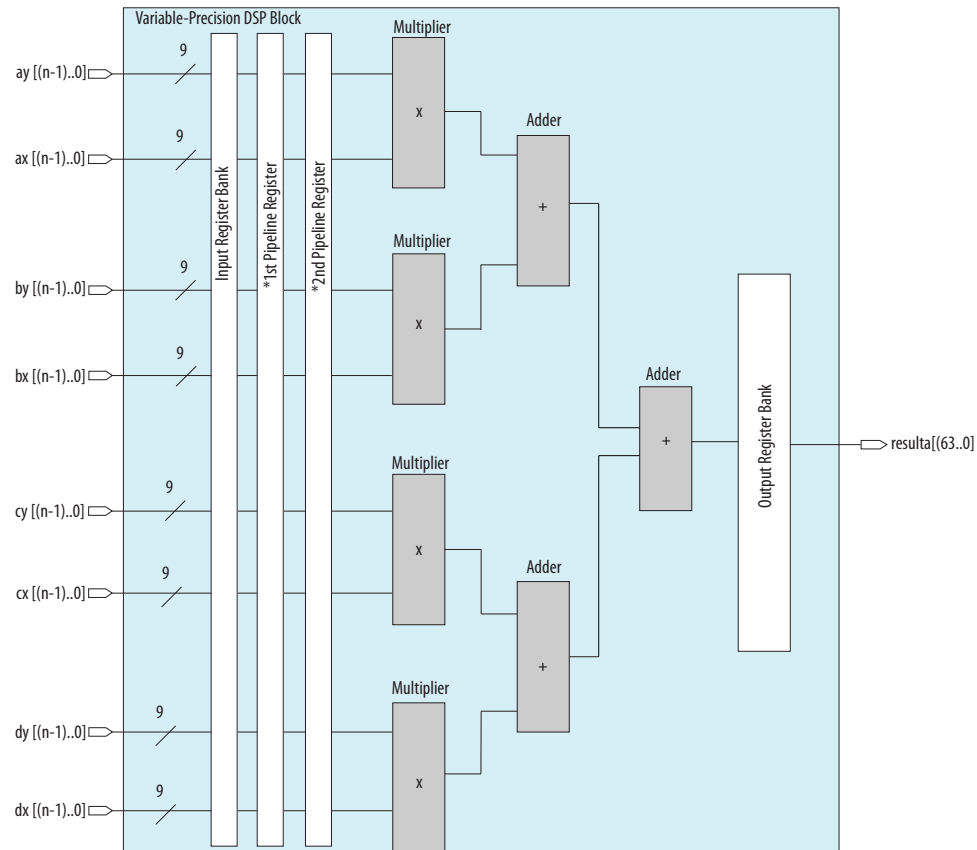 Variable-Precision DSP Block
Multiplier
9
ay [(n-1)..0]
x
Adder
9
ax [(n-1)..0]
+
Input Register Bank
*1st Pipeline Register
*2nd Pipeline Register
Multiplier
9
by [(n-1)..0]
x
9
bx [(n-1)..0]
Adder
+
resulta[(63..0]
Output Register Bank
Multiplier
9
cy [(n-1)..0]
x
Adder
9
cx [(n-1)..0]
+
Multiplier
9
dy [(n-1)..0]
x
9
dx [(n-1)..0]